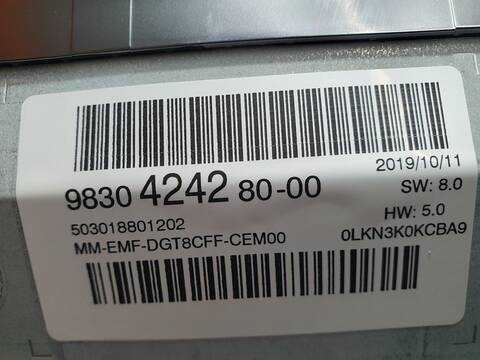 2019/10/11
9830 4242 80-00 SW: 8.0
503018801202 HW: 5.0
MM-EMF-DGT8CFF-CEM00 0LKN3K0KCBA9